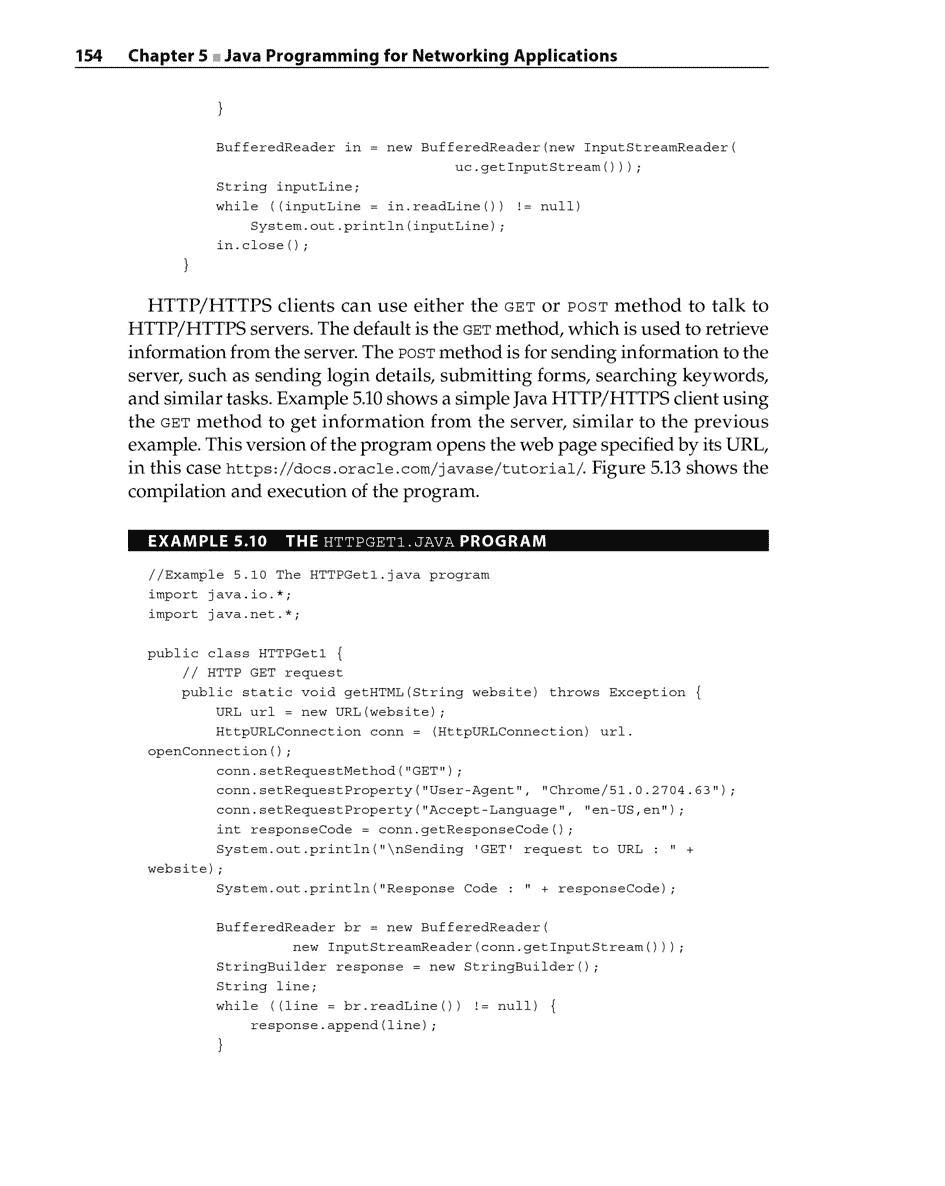 154 Chapter 5 ■ Java Programming for Networking Applications
}
BufferedReader in = new BufferedReader(new InputStreamReader(
uc.getInputStream()));
String inputLine;
while ((inputLine = in.readLine()) != null)
System.out.println(inputLine);
in.close();
}
HTTP/HTTPS clients can use either the GET or POST method to talk to
HTTP/HTTPS servers. The default is the GET method, which is used to retrieve
information from the server. The POST method is for sending information to the
server, such as sending login details, submitting forms, searching keywords,
and similar tasks. Example 5.10 shows a simple Java HTTP/HTTPS client using
the GET method to get information from the server, similar to the previous
example. This version of the program opens the web page specified by its URL,
in this case https://docs.oracle.com/javase/tutorial/. Figure 5.13 shows the
compilation and execution of the program.
EXAMPLE 5.10 THE HTTPGET1.JAVA PROGRAM
//Example 5.10 The HTTPGet1.java program
import java.io.*;
import java.net.*;
public class HTTPGet1 {
// HTTP GET request
public static void getHTML(String website) throws Exception {
URL url = new URL(website);
HttpURLConnection conn = (HttpURLConnection) url.
openConnection();
conn.setRequestMethod("GET");
conn.setRequestProperty("User-Agent", "Chrome/51.0.2704.63");
conn.setRequestProperty("Accept-Language", "en-US,en");
int responseCode = conn.getResponseCode();
System.out.println("\nSending 'GET' request to URL : " +
website);
System.out.println("Response Code : " + responseCode);
BufferedReader br = new BufferedReader(
new InputStreamReader(conn.getInputStream()));
StringBuilder response = new StringBuilder();
String line;
while ((line = br.readLine()) != null) {
response.append(line);
}